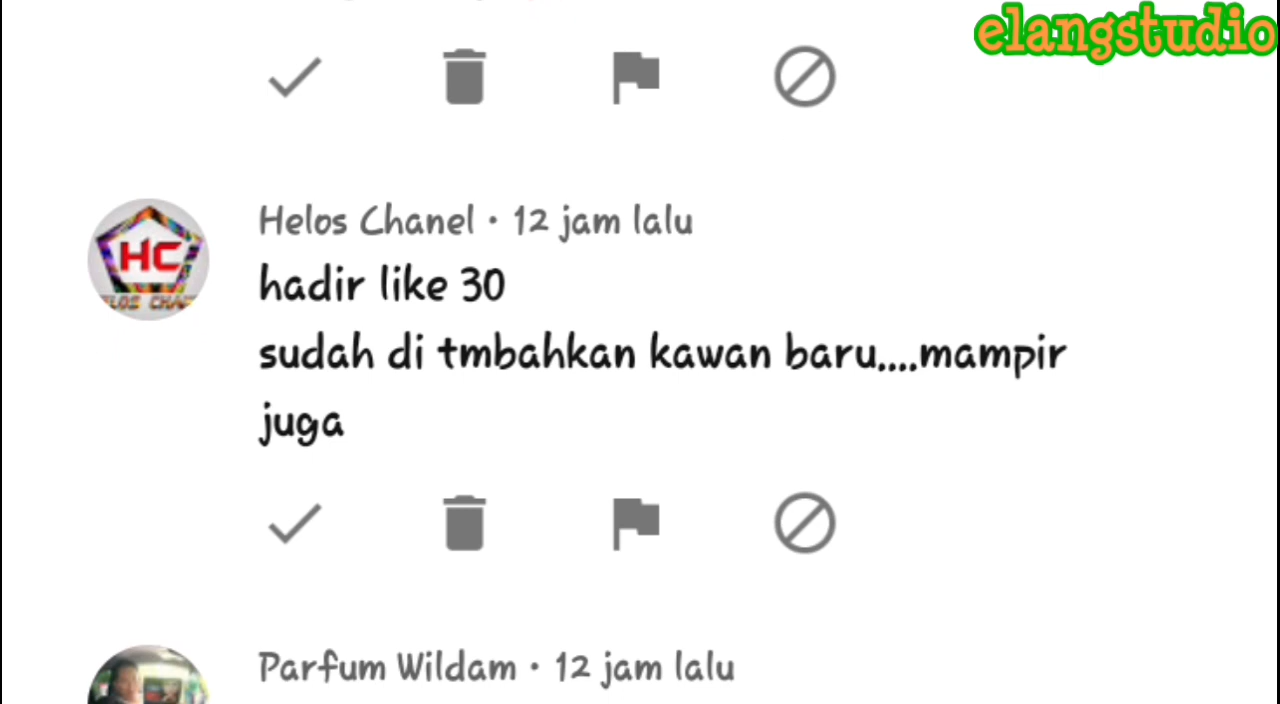 elangstudio
Helos Chanel • 12 jam lalu
HC
hadir like 30
sudah di tmbahkan kawan baru....mampir
juga
Parfum Wildam • 12 jam lalu